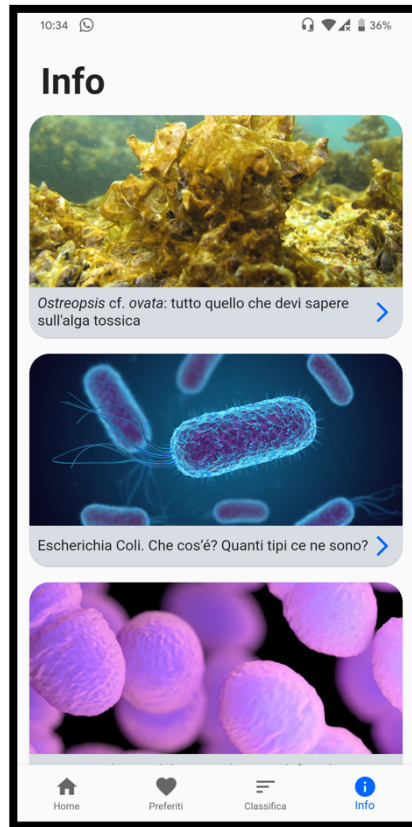 10:34
36%
Info
Ostreopsis cf. ovata: tutto quello che devi sapere
sull'alga tossica
Escherichia Coli. Che cos'é? Quanti tipi ce ne sono?
Home
Preferiti
Classifica
Info